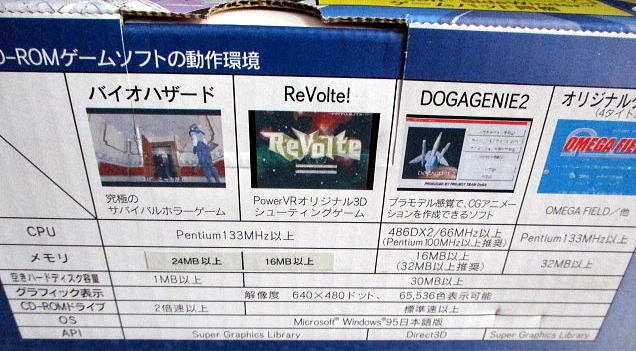 D-ROMゲームソフトの動作環境
バイオハザード
ReVolte!
DOGAGENIE2
オリジナル
(4タイト
ReVolte
DOGAGENIE2
OMEGA FIEL
究極の
サバイバルホラーゲーム
PowerVRオリジナル3D
シューティングゲーム
プラモデル感覚で、CGアニメー
ションを作成できるソフト
OMEGA FIELD/他
CPU
Pentium133MHz以上
486DX2/66MHz以上
(Pentium100MHz以上推奨)
Pentium133MHz以上
メモリ
24MB以上
16MB以上
16MB以上
(32MB以上推奨)
32MB以上
空きハードディスク容量
1MB以上
30MB以上
グラフィック表示
解像度 640×480ドット、65,536色表示可能
CD-ROMドライブ
2倍速以上
標準速以上
OS
Microsoft® Windows®95日本語版
API
Super Graphics Library
Direct3D
Super Graphics Library